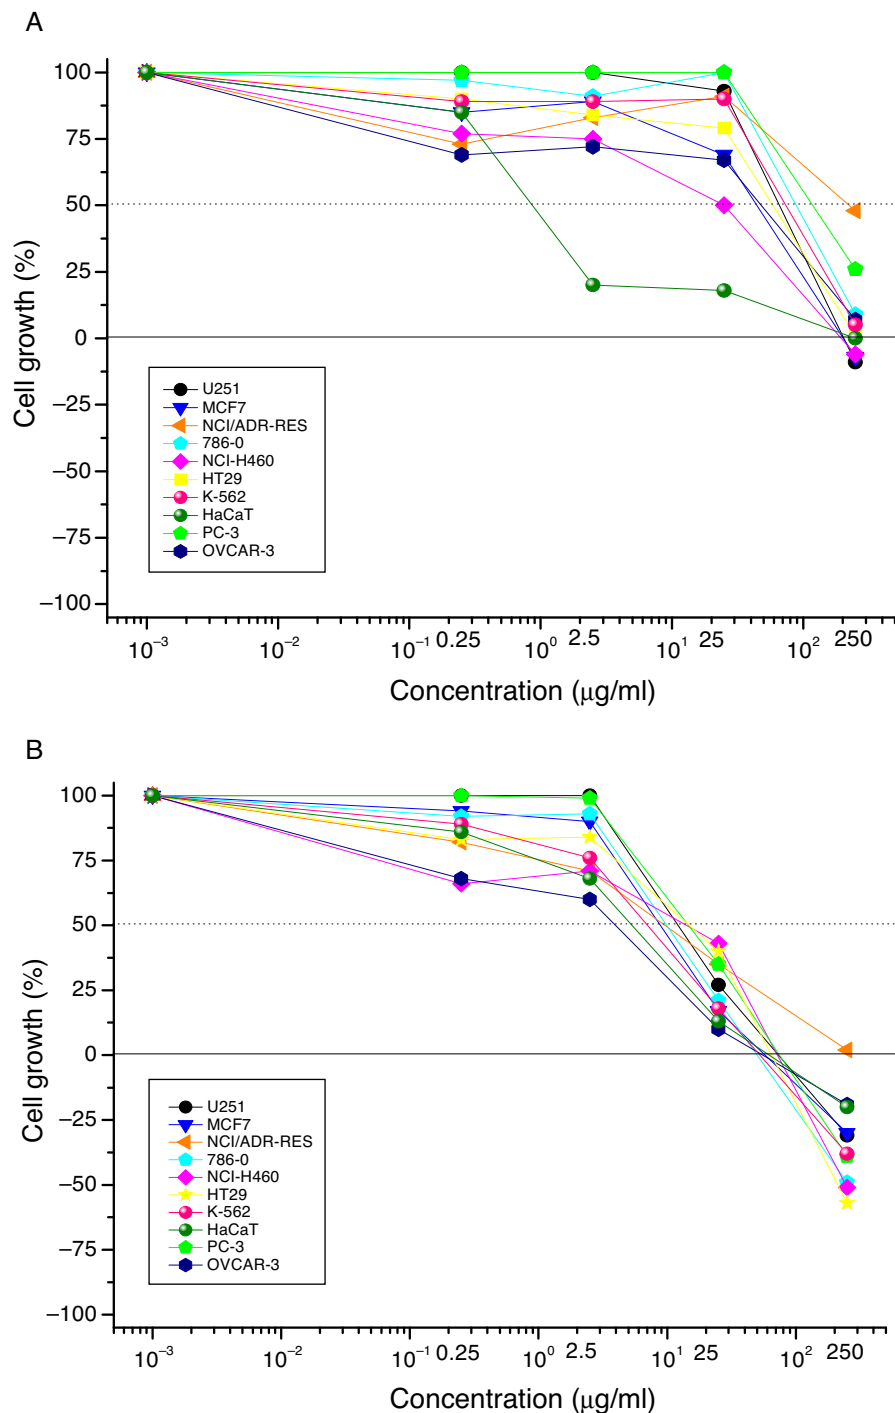 A
100
75
50
25
0
−25
−50
−75
−100
Cell growth (%)
U251
MCF7
NCI/ADR-RES
786-0
NCI-H460
HT29
K-562
HaCaT
PC-3
OVCAR-3
10⁻³ 10⁻² 10⁻¹ 0.25 10⁰ 2.5 10¹ 25 10² 250
Concentration (μg/ml)
B
100
75
50
25
0
−25
−50
−75
−100
Cell growth (%)
U251
MCF7
NCI/ADR-RES
786-0
NCI-H460
HT29
K-562
HaCaT
PC-3
OVCAR-3
10⁻³ 10⁻² 10⁻¹ 0.25 10⁰ 2.5 10¹ 25 10² 250
Concentration (μg/ml)